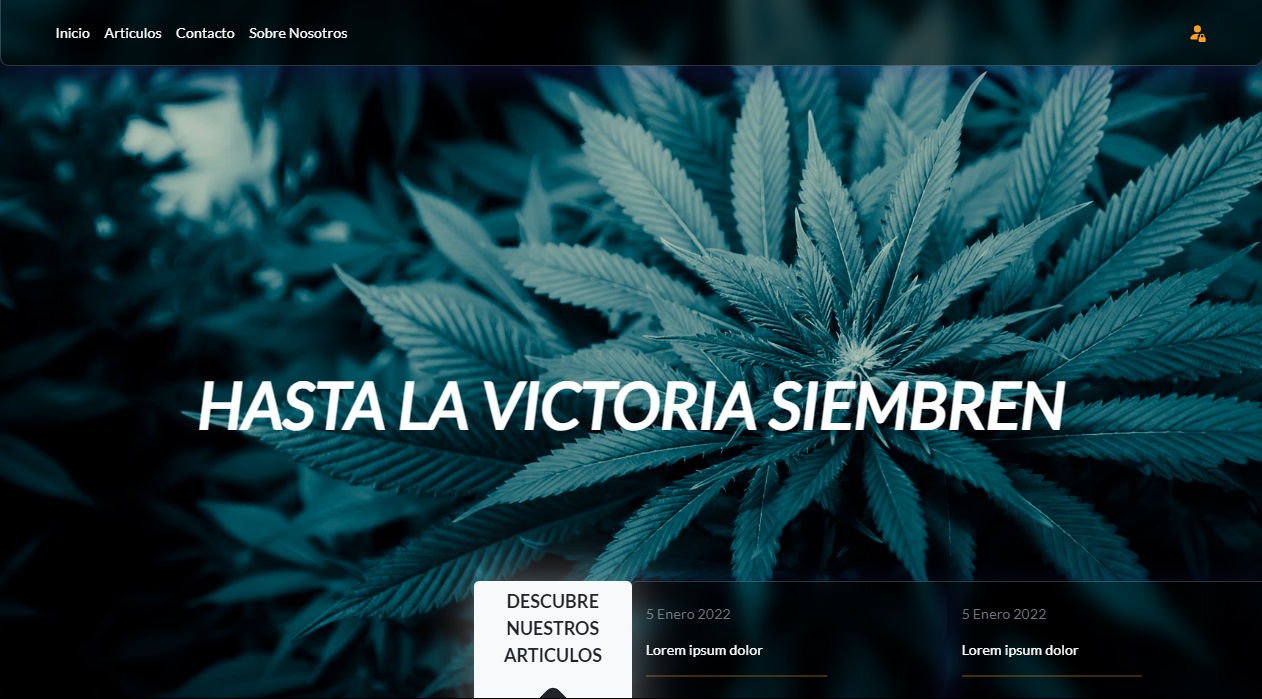 Inicio Articulos Contacto Sobre Nosotros
HASTA LA VICTORIA SIEMBREN
DESCUBRE
NUESTROS
ARTICULOS
5 Enero 2022
Lorem ipsum dolor
5 Enero 2022
Lorem ipsum dolor